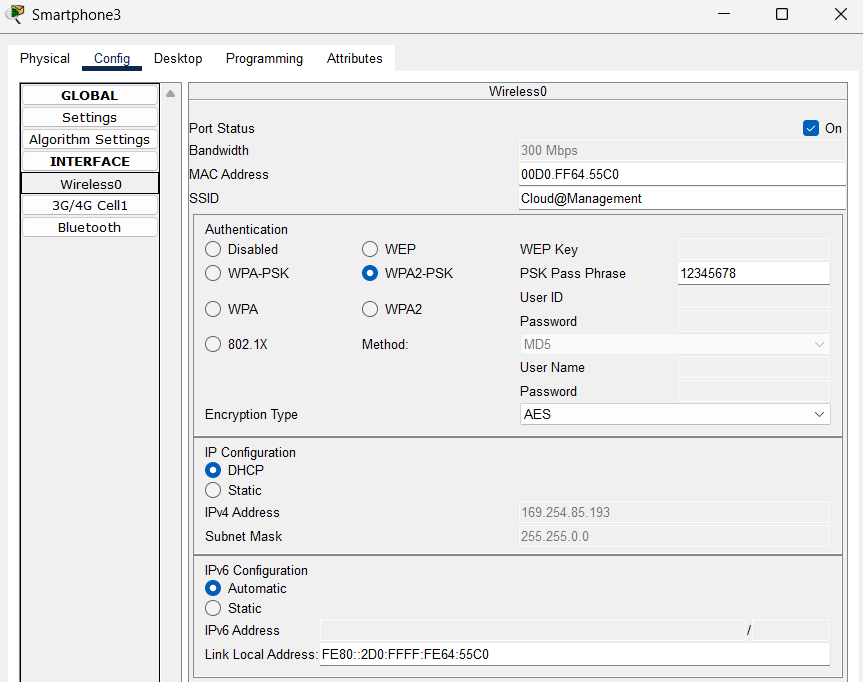 Smartphone3
Physical Config Desktop Programming Attributes
GLOBAL
Settings
Algorithm Settings
INTERFACE
Wireless0
3G/4G Cell1
Bluetooth
Wireless0
Port Status On
Bandwidth 300 Mbps
MAC Address 00D0.FF64.55C0
SSID Cloud@Management
Authentication
Disabled WEP WEP Key
WPA-PSK WPA2-PSK PSK Pass Phrase 12345678
User ID
WPA WPA2
Password
802.1X Method: MD5
User Name
Password
Encryption Type AES
IP Configuration
DHCP
Static
IPv4 Address 169.254.85.193
Subnet Mask 255.255.0.0
IPv6 Configuration
Automatic
Static
IPv6 Address /
Link Local Address: FE80::2D0:FFFF:FE64:55C0